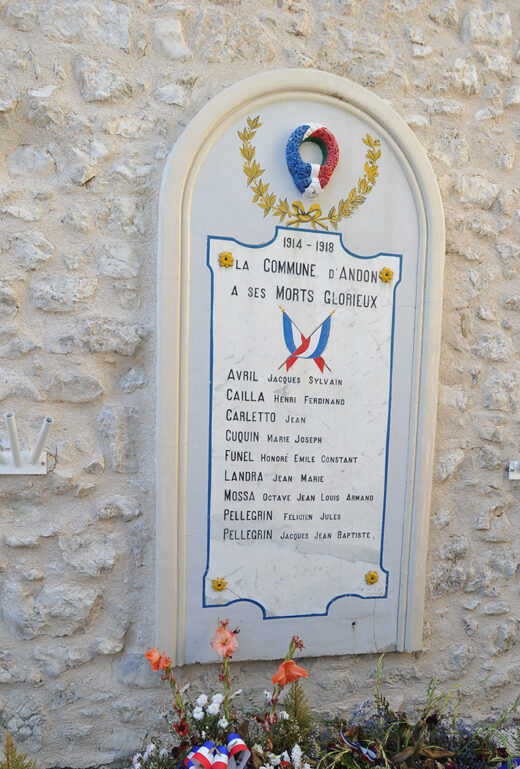 1914 - 1918
LA COMMUNE D'ANDON
A SES MORTS GLORIEUX
AVRIL JACQUES SYLVAIN
CAILLA HENRI FERDINAND
CARLETTO JEAN
CUQUIN MARIE JOSEPH
FUNEL HONORÉ EMILE CONSTANT
LANDRA JEAN MARIE
MOSSA OCTAVE JEAN LOUIS ARMAND
PELLEGRIN FELICIEN JULES
PELLEGRIN JACQUES JEAN BAPTISTE.